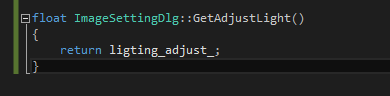 float ImageSettingDlg::GetAdjustLight()
{
    return ligting_adjust_;
}